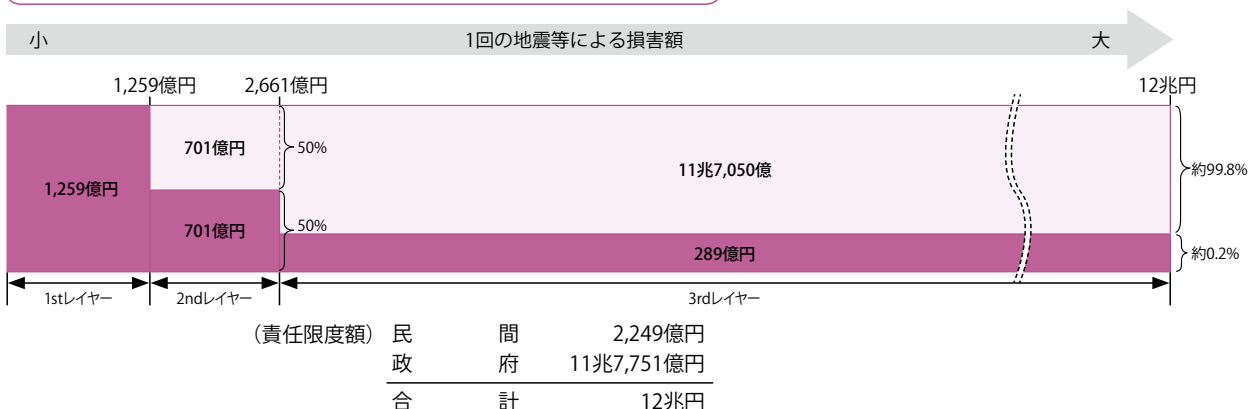 小 1回の地震等による損害額 大
1,259億円 2,661億円 12兆円
701億円 50%
11兆7,050億 約99.8%
1,259億円
701億円 50%
289億円 約0.2%
1stレイヤー 2ndレイヤー 3rdレイヤー
(責任限度額) 民 間 2,249億円
政 府 11兆7,751億円
合 計 12兆円